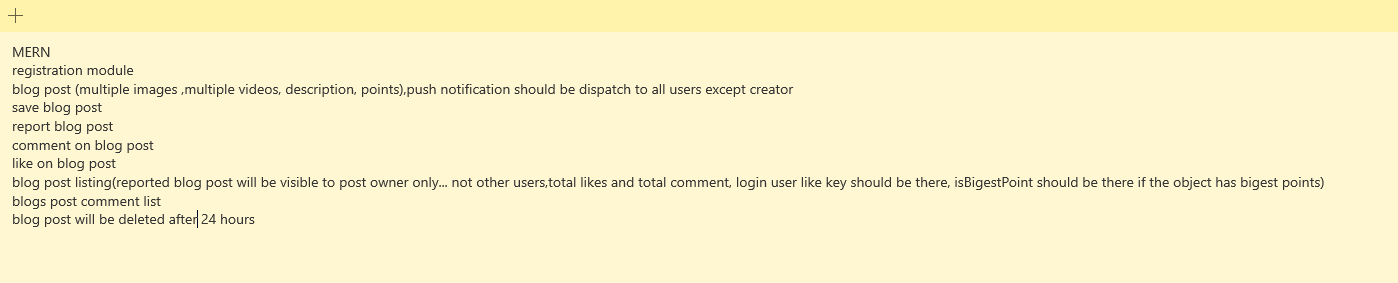 MERN
registration module
blog post (multiple images ,multiple videos, description, points),push notification should be dispatch to all users except creator
save blog post
report blog post
comment on blog post
like on blog post
blog post listing(reported blog post will be visible to post owner only... not other users,total likes and total comment, login user like key should be there, isBigestPoint should be there if the object has bigest points)
blogs post comment list
blog post will be deleted after 24 hours